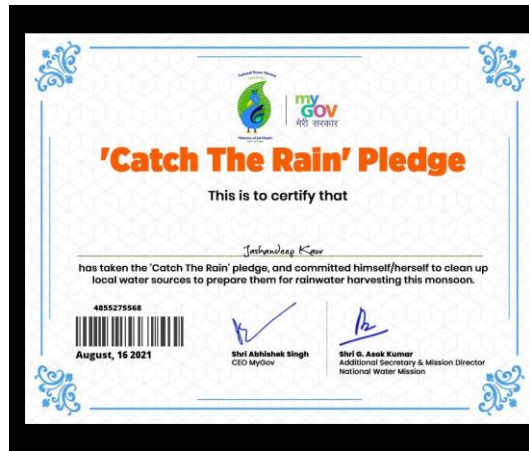 National Water Mission
my
GOV
मेरी सरकार
'Catch The Rain' Pledge
This is to certify that
Jashandeep Kaur
has taken the 'Catch The Rain' pledge, and committed himself/herself to clean up
local water sources to prepare them for rainwater harvesting this monsoon.
4855275568
August, 16 2021
Shri Abhishek Singh
CEO MyGov
Shri G. Asok Kumar
Additional Secretary & Mission Director
National Water Mission